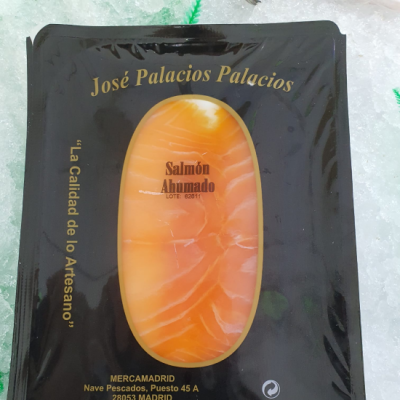 José Palacios Palacios
"La Calidad de lo Artesano"
Salmón
Ahumado
MERCAMADRID
Nave Pescados, Puesto 45 A
28053 MADRID